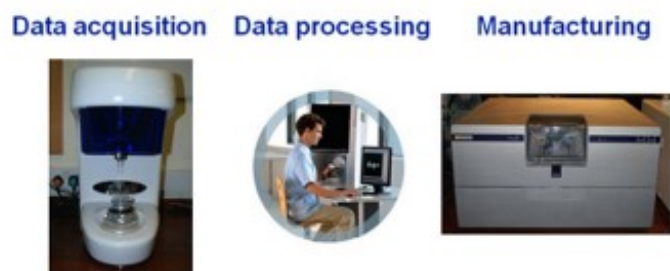 Data acquisition
Data processing
Manufacturing